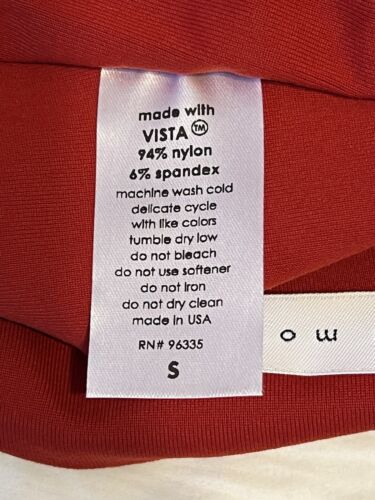 made with
VISTA™
94% nylon
6% spandex
machine wash cold
delicate cycle
with like colors
tumble dry low
do not bleach
do not use softener
do not iron
do not dry clean
made in USA
RN# 96335
S
o w